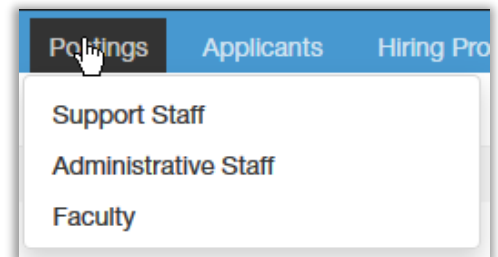 Postings Applicants Hiring Pro
Support Staff
Administrative Staff
Faculty